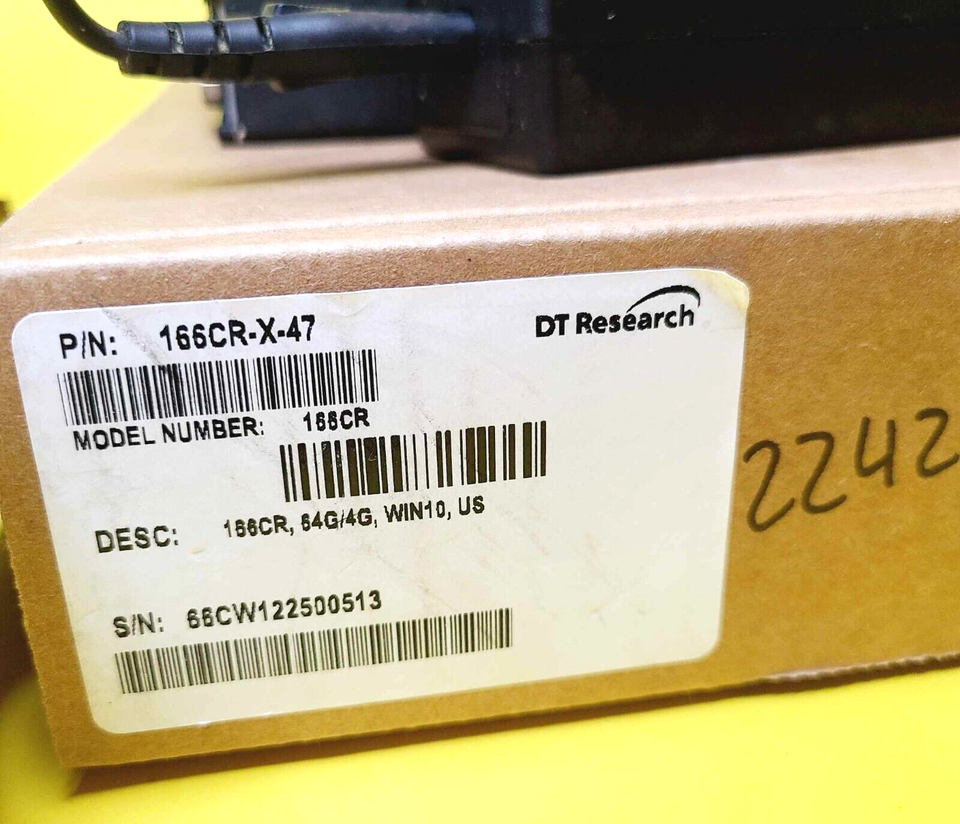 P/N: 166CR-X-47
DT Research
MODEL NUMBER: 166CR
DESC: 166CR, 64G/4G, WIN10, US
S/N: 66CW122500513
2242